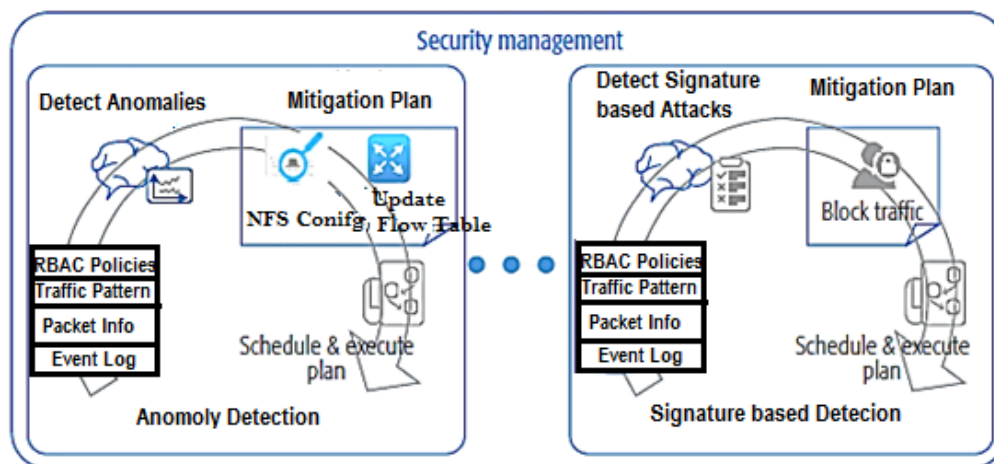 Security management
Detect Anomalies
Mitigation Plan
NFS Conifg,
Update
Flow Table
RBAC Policies
Traffic Pattern
Packet Info
Event Log
Schedule & execute
plan
Anomoly Detection
Detect Signature
based Attacks
Mitigation Plan
Block traffic
RBAC Policies
Traffic Pattern
Packet Info
Event Log
Schedule & execute
plan
Signature based Detecion